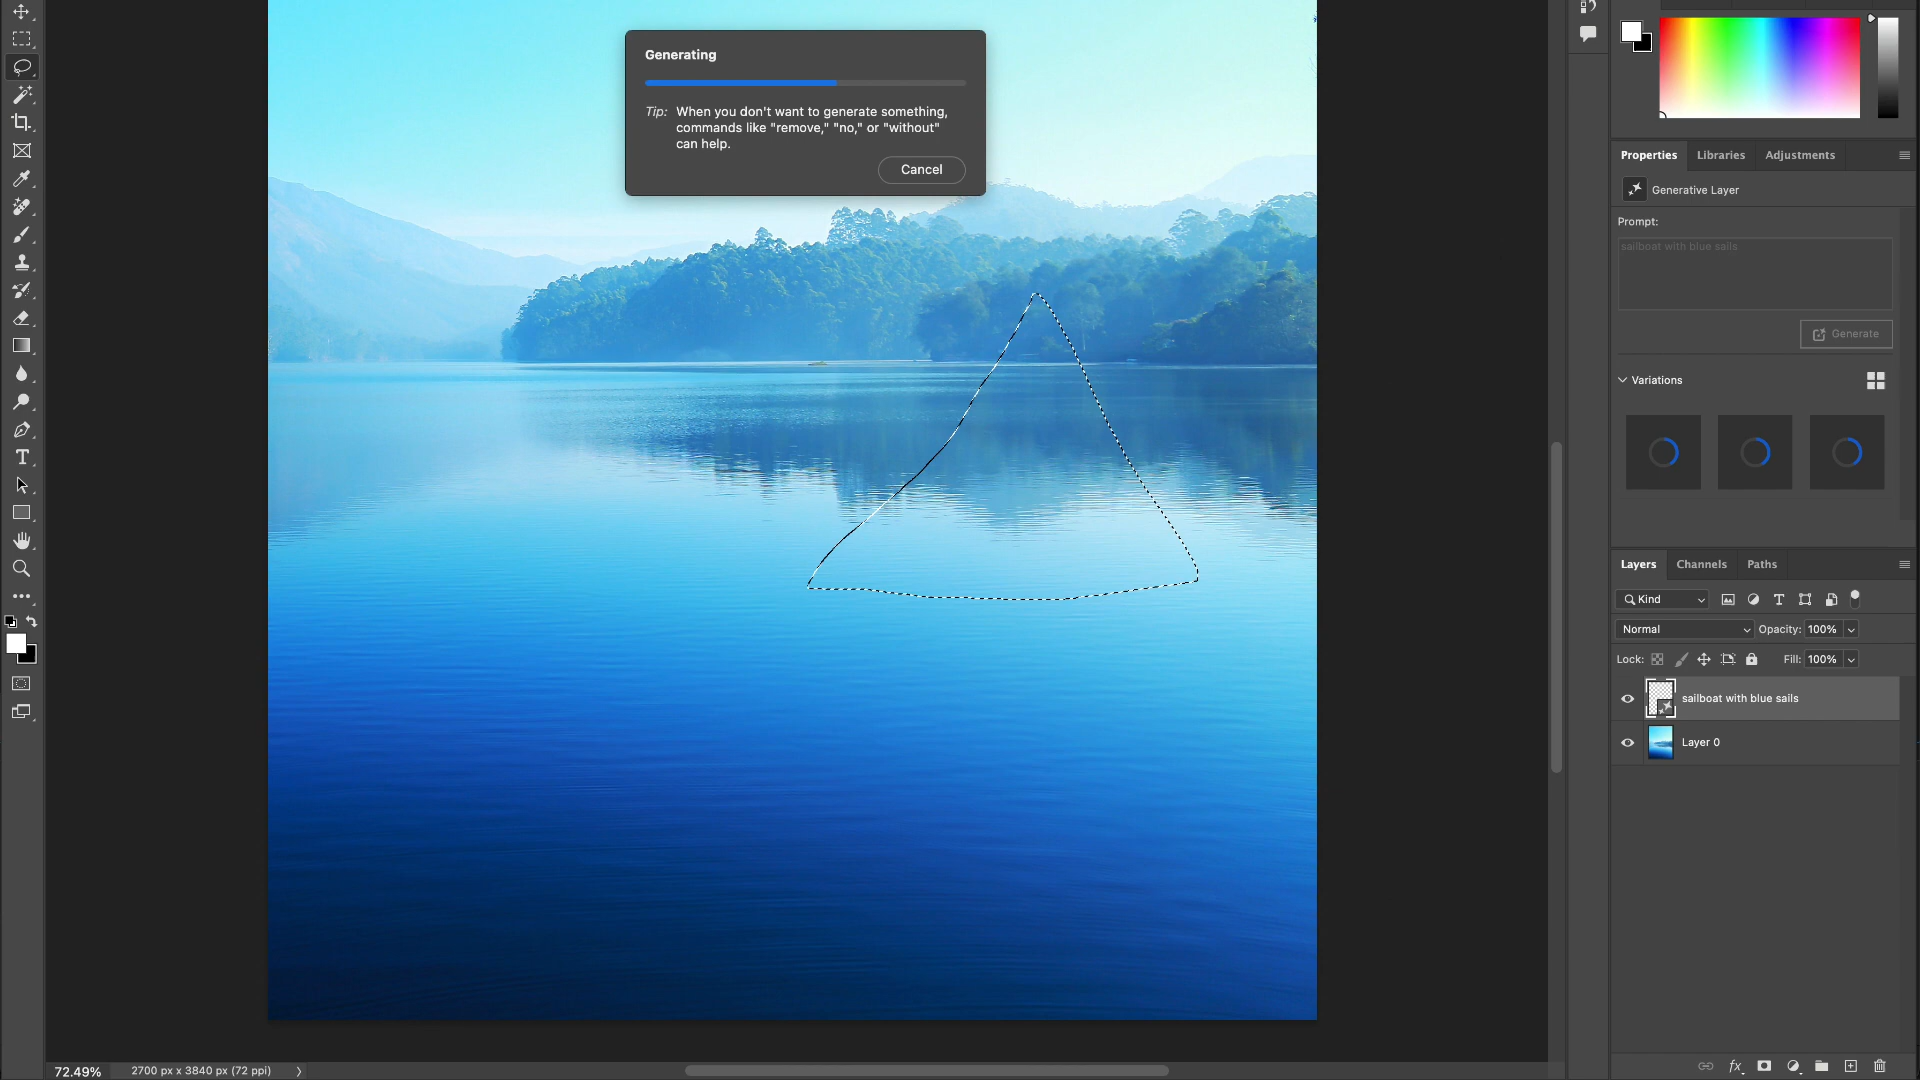 Generating
Tip: When you don't want to generate something,
commands like "remove," "no," or "without"
can help.
Cancel
Properties Libraries Adjustments
Generative Layer
Prompt:
sailboat with blue sails
Generate
Variations
Layers Channels Paths
Kind
Normal Opacity: 100%
Lock: Fill: 100%
sailboat with blue sails
Layer 0
fx
72.49% 2700 px x 3840 px (72 ppi)